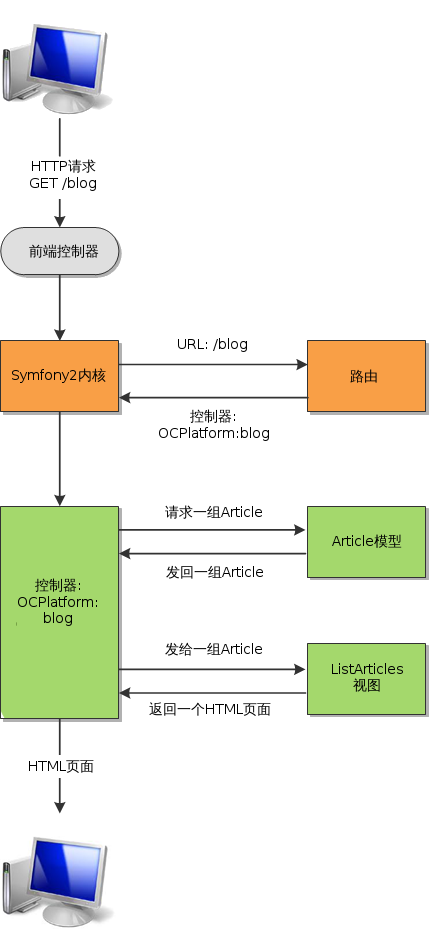 HTTP请求
GET /blog
前端控制器
URL: /blog
Symfony2内核
路由
控制器:
OCPlatform:blog
请求一组Article
Article模型
发回一组Article
控制器:
OCPlatform:
blog
发给一组Article
ListArticles
视图
返回一个HTML页面
HTML页面